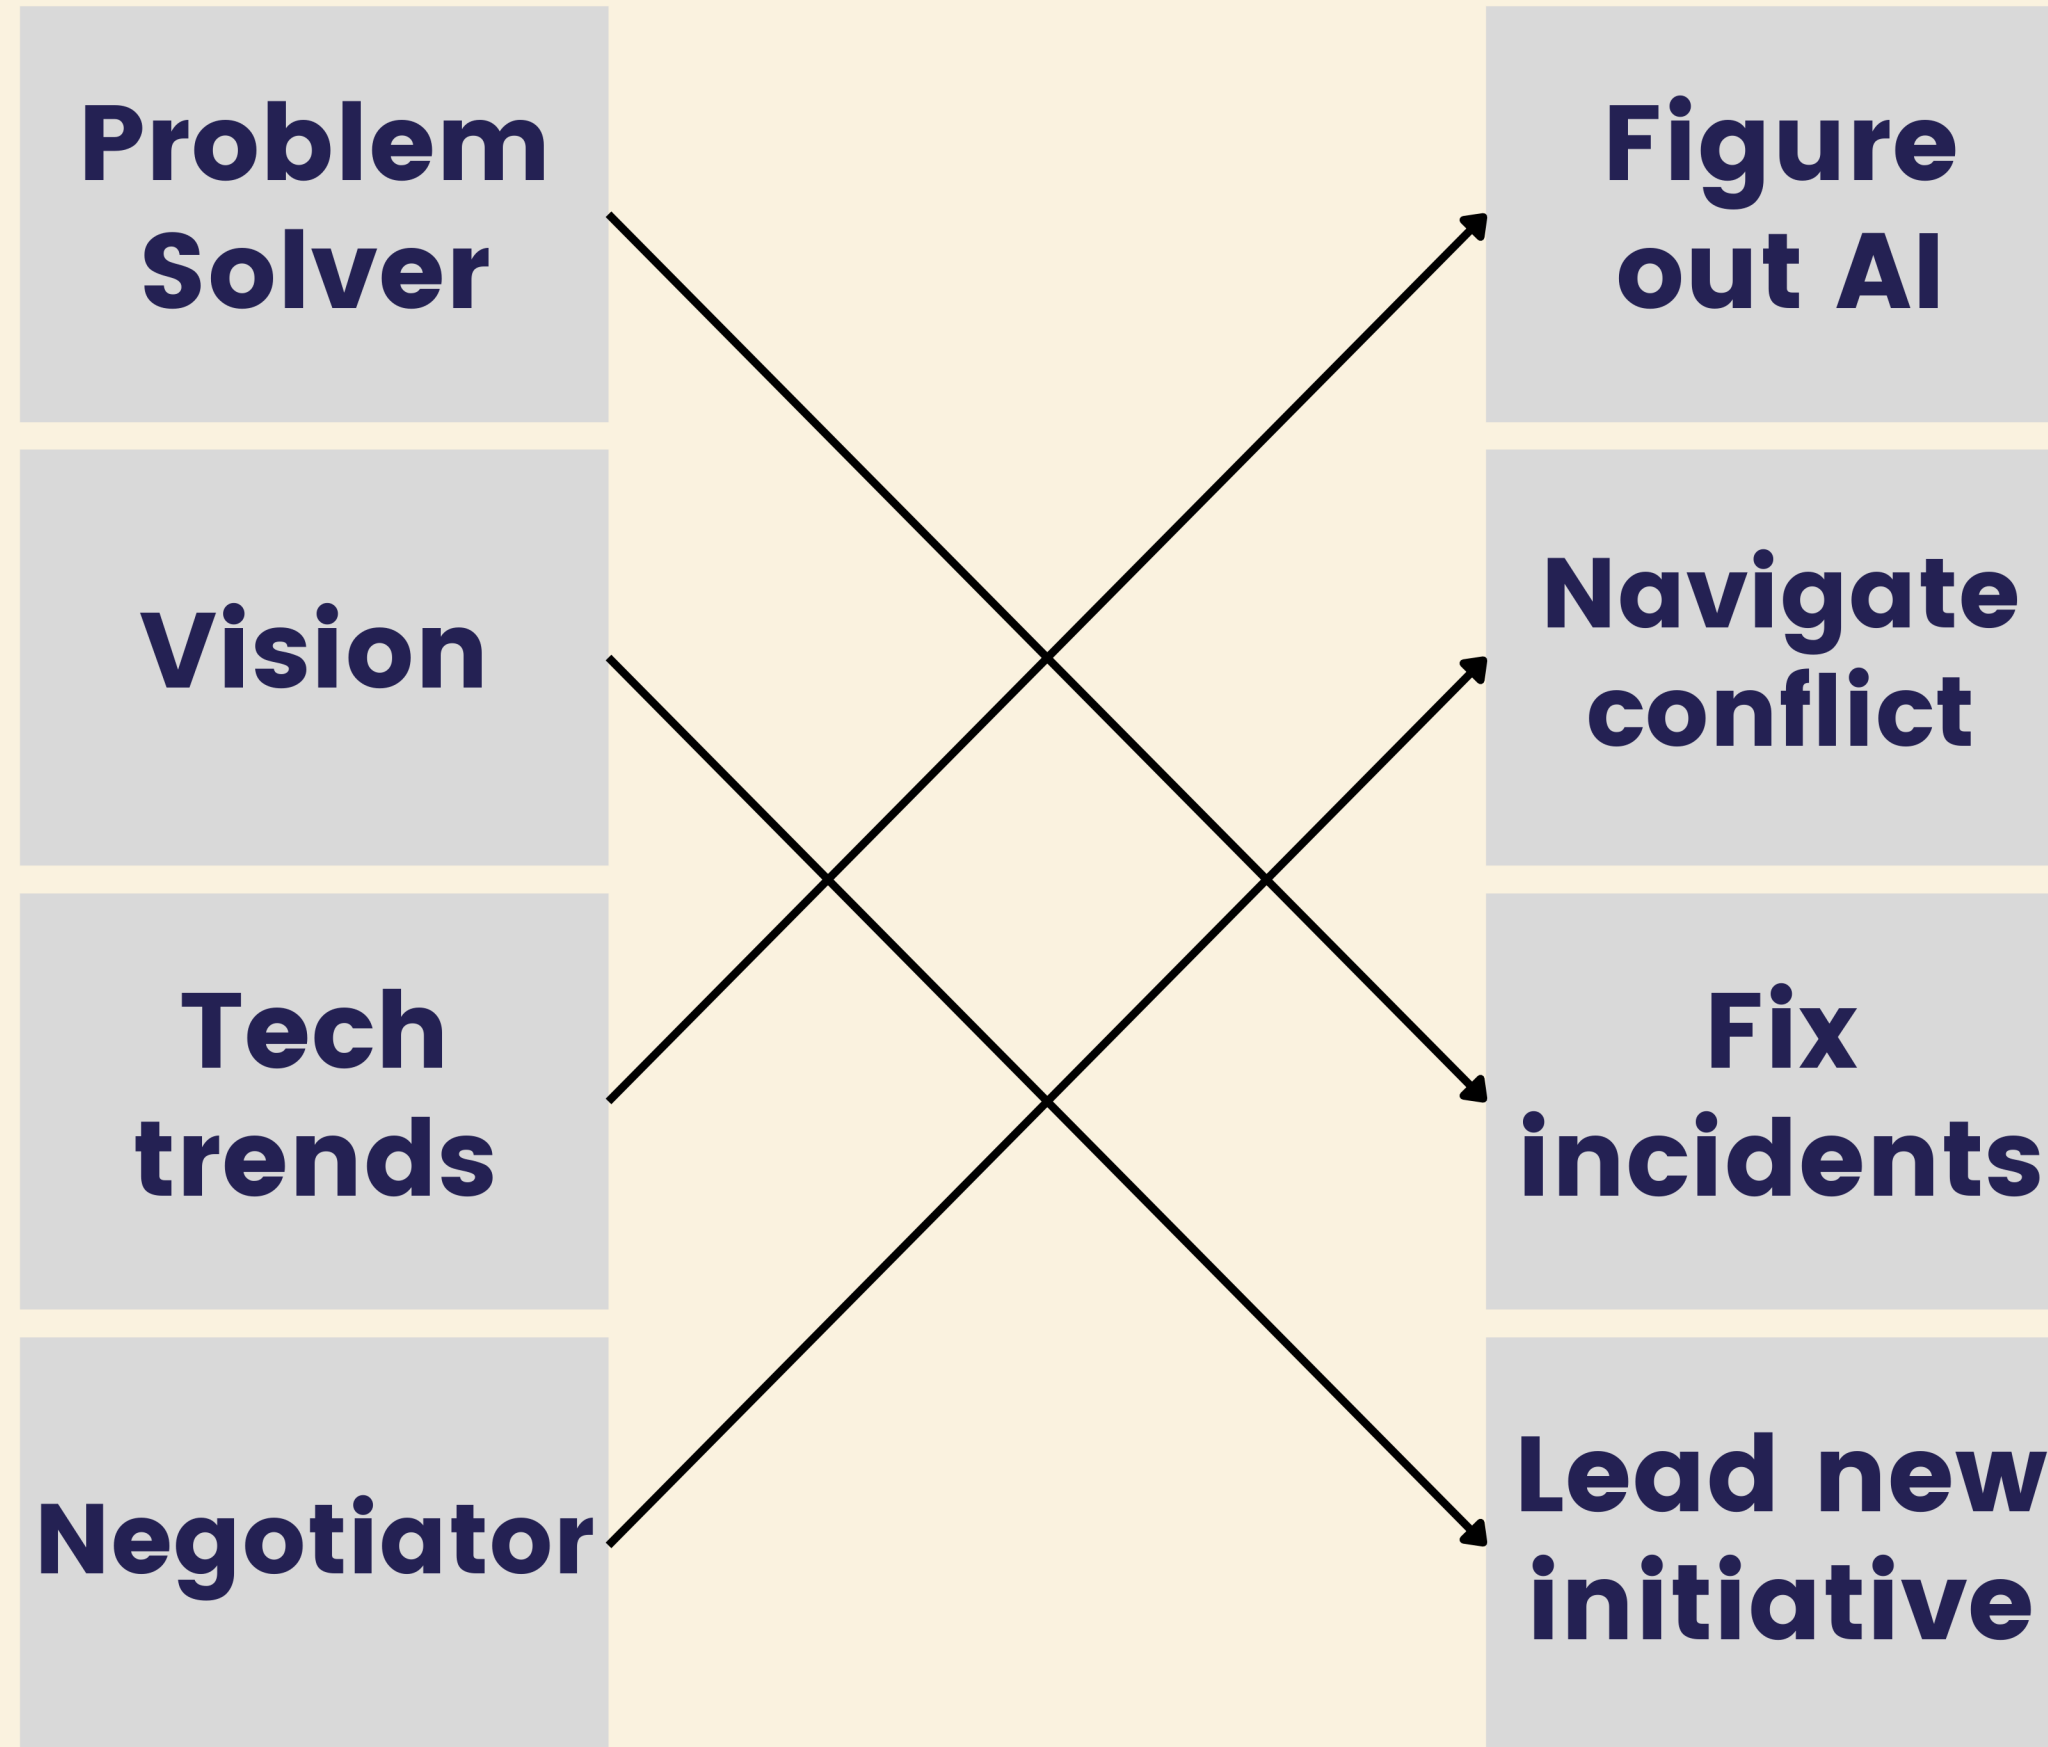 Problem
Solver
Vision
Tech
trends
Negotiator
Figure
out AI
Navigate
conflict
Fix
incidents
Lead new
initiative